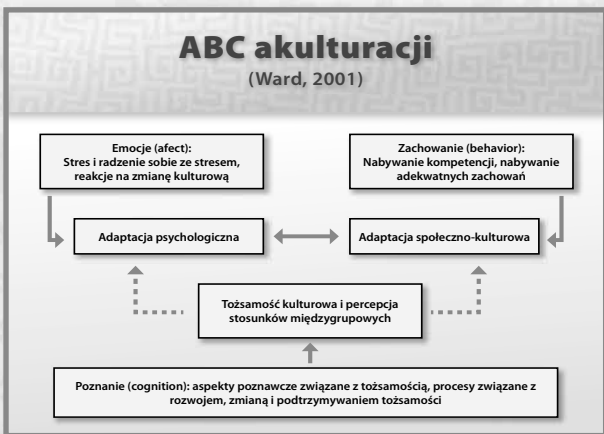 ABC akulturacji
(Ward, 2001)
Emocje (afect):
Stres i radzenie sobie ze stresem,
reakcje na zmianę kulturową
Zachowanie (behavior):
Nabywanie kompetencji, nabywanie
adekwatnych zachowań
Adaptacja psychologiczna
Adaptacja społeczno-kulturowa
Tożsamość kulturowa i percepcja
stosunków międzygrupowych
Poznanie (cognition): aspekty poznawcze związane z tożsamością, procesy związane z
rozwojem, zmianą i podtrzymywaniem tożsamości